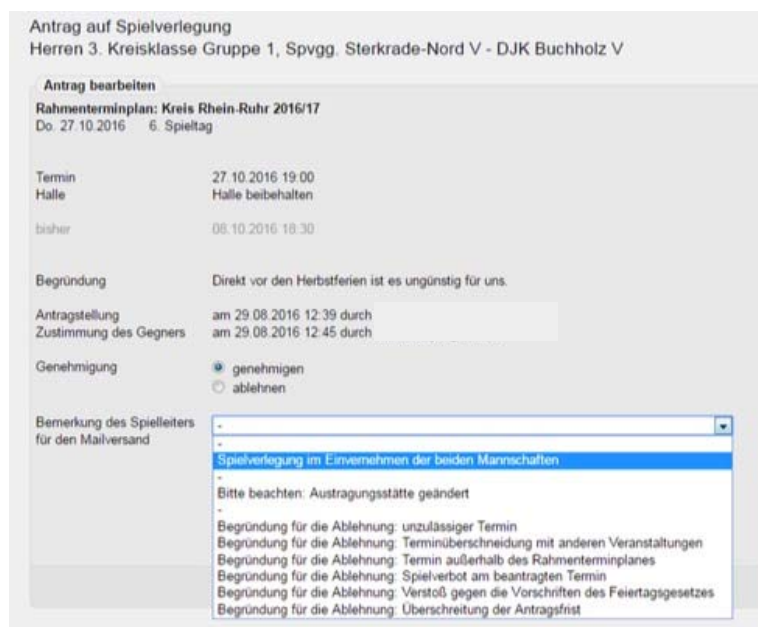 Antrag auf Spielverlegung
Herren 3. Kreisklasse Gruppe 1, Spvgg. Sterkrade-Nord V - DJK Buchholz V
Antrag bearbeiten
Rahmenterminplan: Kreis Rhein-Ruhr 2016/17
Do. 27.10.2016 6. Spieltag
Termin 27.10.2016 19:00
Halle Halle beibehalten
bisher 08.10.2016 18:30
Begründung Direkt vor den Herbstferien ist es ungünstig für uns.
Antragstellung am 29.08.2016 12:39 durch
Zustimmung des Gegners am 29.08.2016 12:45 durch
Genehmigung genehmigen
ablehnen
Bemerkung des Spielleiters -
für den Mailversand
-
Spielverlegung im Einvernehmen der beiden Mannschaften
-
Bitte beachten: Austragungsstätte geändert
-
Begründung für die Ablehnung: unzulässiger Termin
Begründung für die Ablehnung: Terminüberschneidung mit anderen Veranstaltungen
Begründung für die Ablehnung: Termin außerhalb des Rahmenterminplanes
Begründung für die Ablehnung: Spielverbot am beantragten Termin
Begründung für die Ablehnung: Verstoß gegen die Vorschriften des Feiertagsgesetzes
Begründung für die Ablehnung: Überschreitung der Antragsfrist